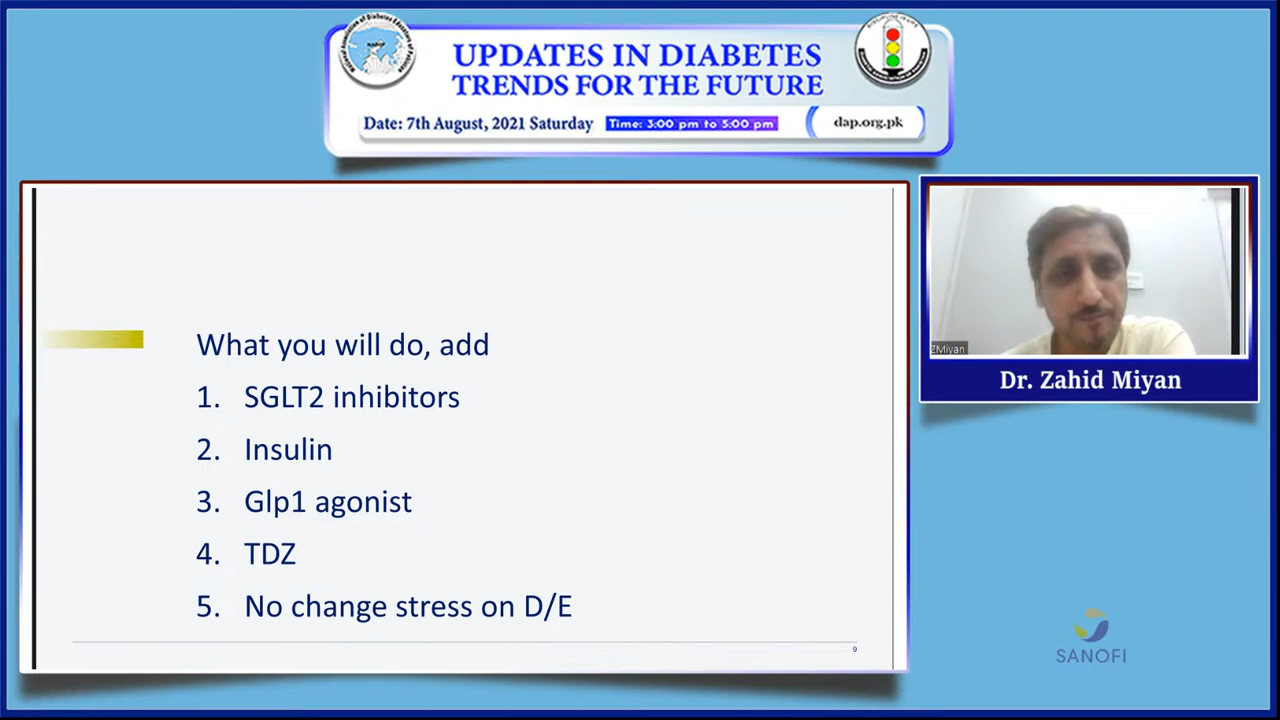 UPDATES IN DIABETES
TRENDS FOR THE FUTURE
Date: 7th August, 2021 Saturday
Time: 3:00 pm to 5:00 pm
dap.org.pk
What you will do, add
1. SGLT2 inhibitors
2. Insulin
3. Glp1 agonist
4. TDZ
5. No change stress on D/E
9
ZMiyan
Dr. Zahid Miyan
SANOFI